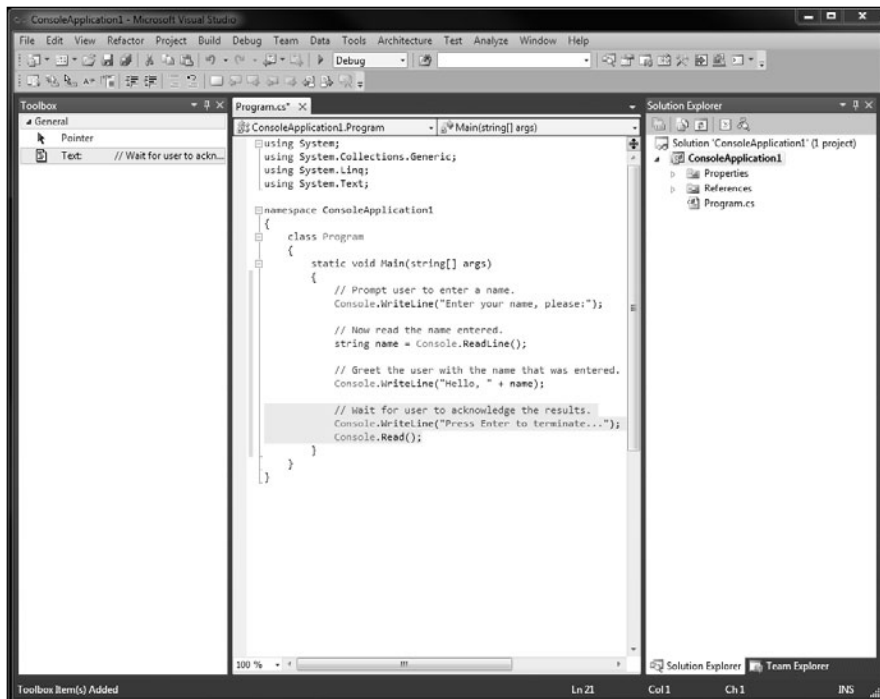 ConsoleApplication1 - Microsoft Visual Studio
File Edit View Refactor Project Build Debug Team Data Tools Architecture Test Analyze Window Help
Debug
Toolbox
General
Pointer
Text: // Wait for user to ackn...
Program.cs*
ConsoleApplication1.Program
Main(string[] args)
using System;
using System.Collections.Generic;
using System.Linq;
using System.Text;
namespace ConsoleApplication1
{
class Program
{
static void Main(string[] args)
{
// Prompt user to enter a name.
Console.WriteLine("Enter your name, please:");
// Now read the name entered.
string name = Console.ReadLine();
// Greet the user with the name that was entered.
Console.WriteLine("Hello, " + name);
// Wait for user to acknowledge the results.
Console.WriteLine("Press Enter to terminate...");
Console.Read();
}
}
}
100 %
Solution Explorer
Solution 'ConsoleApplication1' (1 project)
ConsoleApplication1
Properties
References
Program.cs
Solution Explorer
Team Explorer
Toolbox Item(s) Added
Ln 21 Col 1 Ch 1 INS